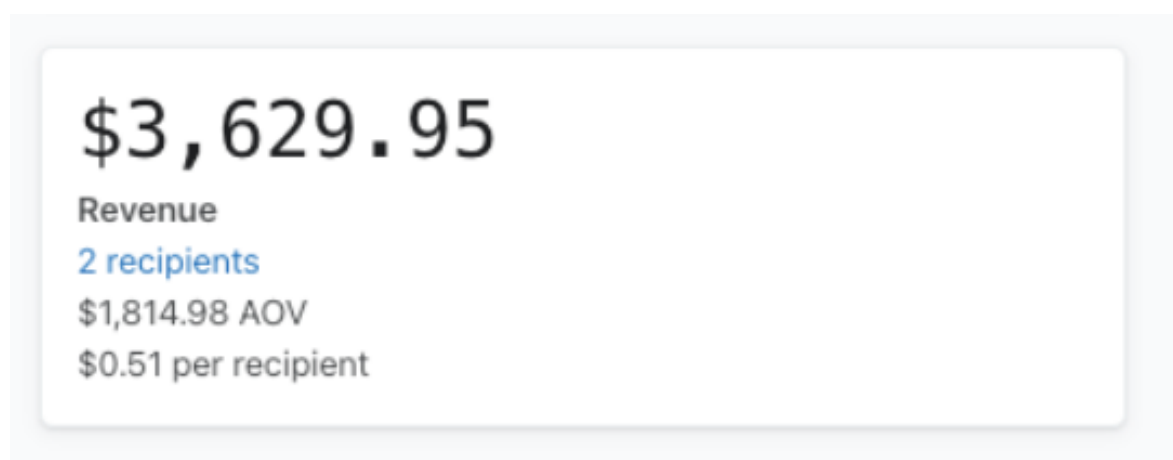 $3,629.95
Revenue
2 recipients
$1,814.98 AOV
$0.51 per recipient